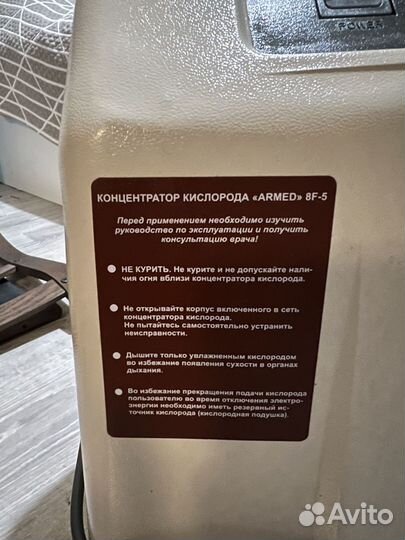 POWER
КОНЦЕНТРАТОР КИСЛОРОДА «ARMED» 8F-5
Перед применением необходимо изучить
руководство по эксплуатации и получить
консультацию врача!
● НЕ КУРИТЬ. Не курите и не допускайте нали-
чия огня вблизи концентратора кислорода.
● Не открывайте корпус включенного в сеть
концентратора кислорода.
Не пытайтесь самостоятельно устранить
неисправности.
● Дышите только увлажненным кислородом
во избежание появления сухости в органах
дыхания.
● Во избежание прекращения подачи кислорода
пользователю во время отключения электро-
энергии необходимо иметь резервный ис-
точник кислорода (кислородная подушка).
Avito